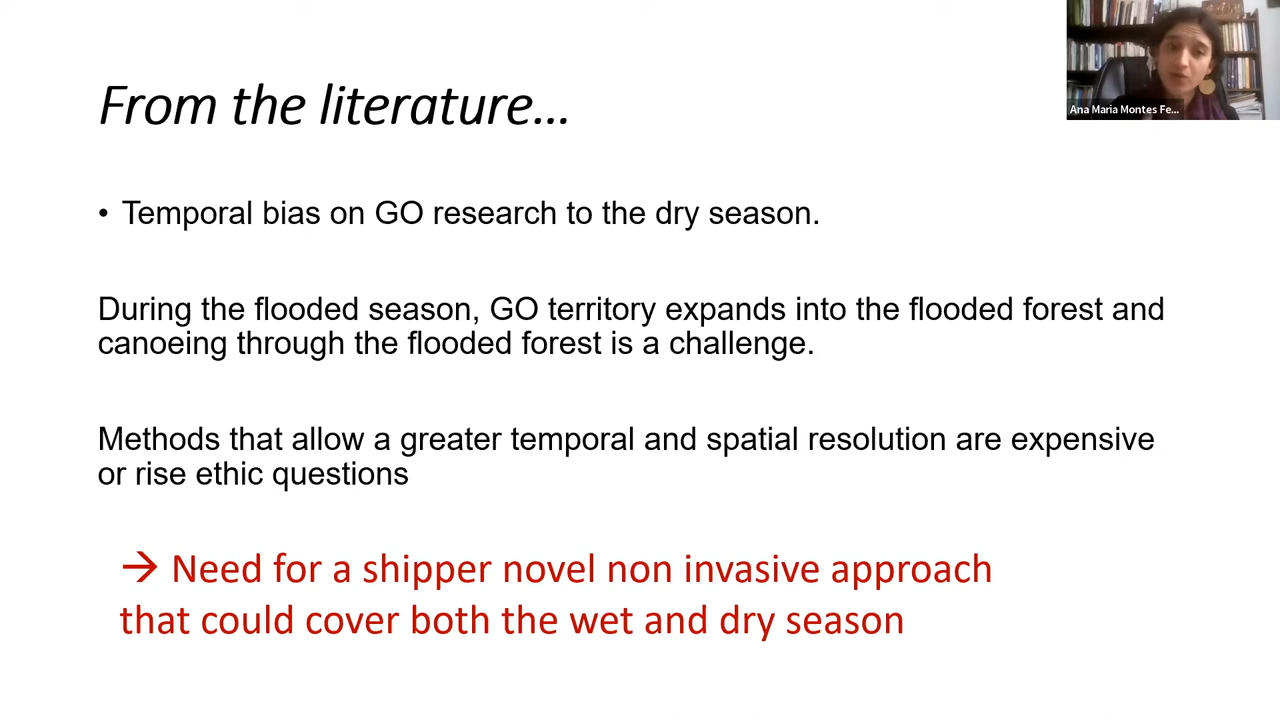 From the literature...
• Temporal bias on GO research to the dry season.
During the flooded season, GO territory expands into the flooded forest and
canoeing through the flooded forest is a challenge.
Methods that allow a greater temporal and spatial resolution are expensive
or rise ethic questions
→ Need for a shipper novel non invasive approach
that could cover both the wet and dry season
Ana Maria Montes Fe...